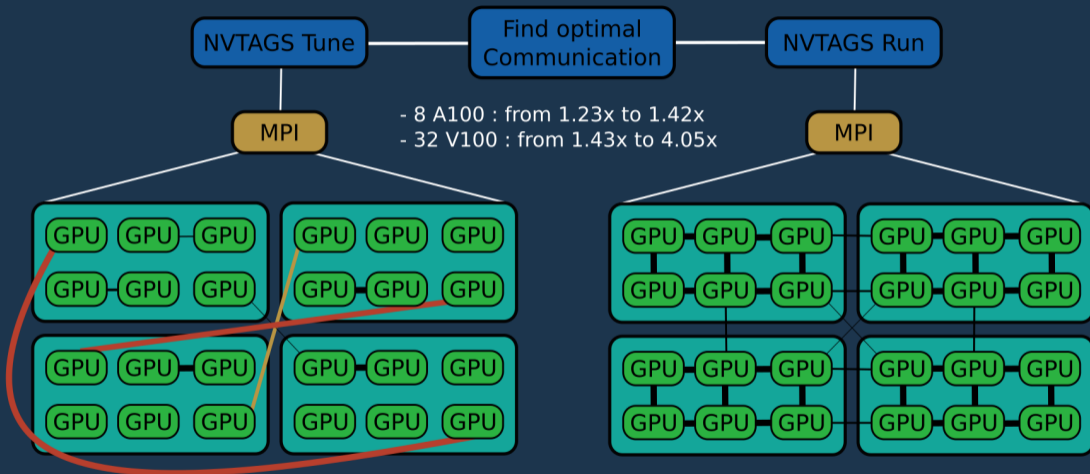 NVTAGS Tune
Find optimal
Communication
NVTAGS Run
MPI
- 8 A100 : from 1.23x to 1.42x
- 32 V100 : from 1.43x to 4.05x
MPI
GPU GPU GPU GPU GPU GPU GPU GPU GPU GPU GPU GPU
GPU GPU GPU GPU GPU GPU GPU GPU GPU GPU GPU GPU
GPU GPU GPU GPU GPU GPU GPU GPU GPU GPU GPU GPU
GPU GPU GPU GPU GPU GPU GPU GPU GPU GPU GPU GPU